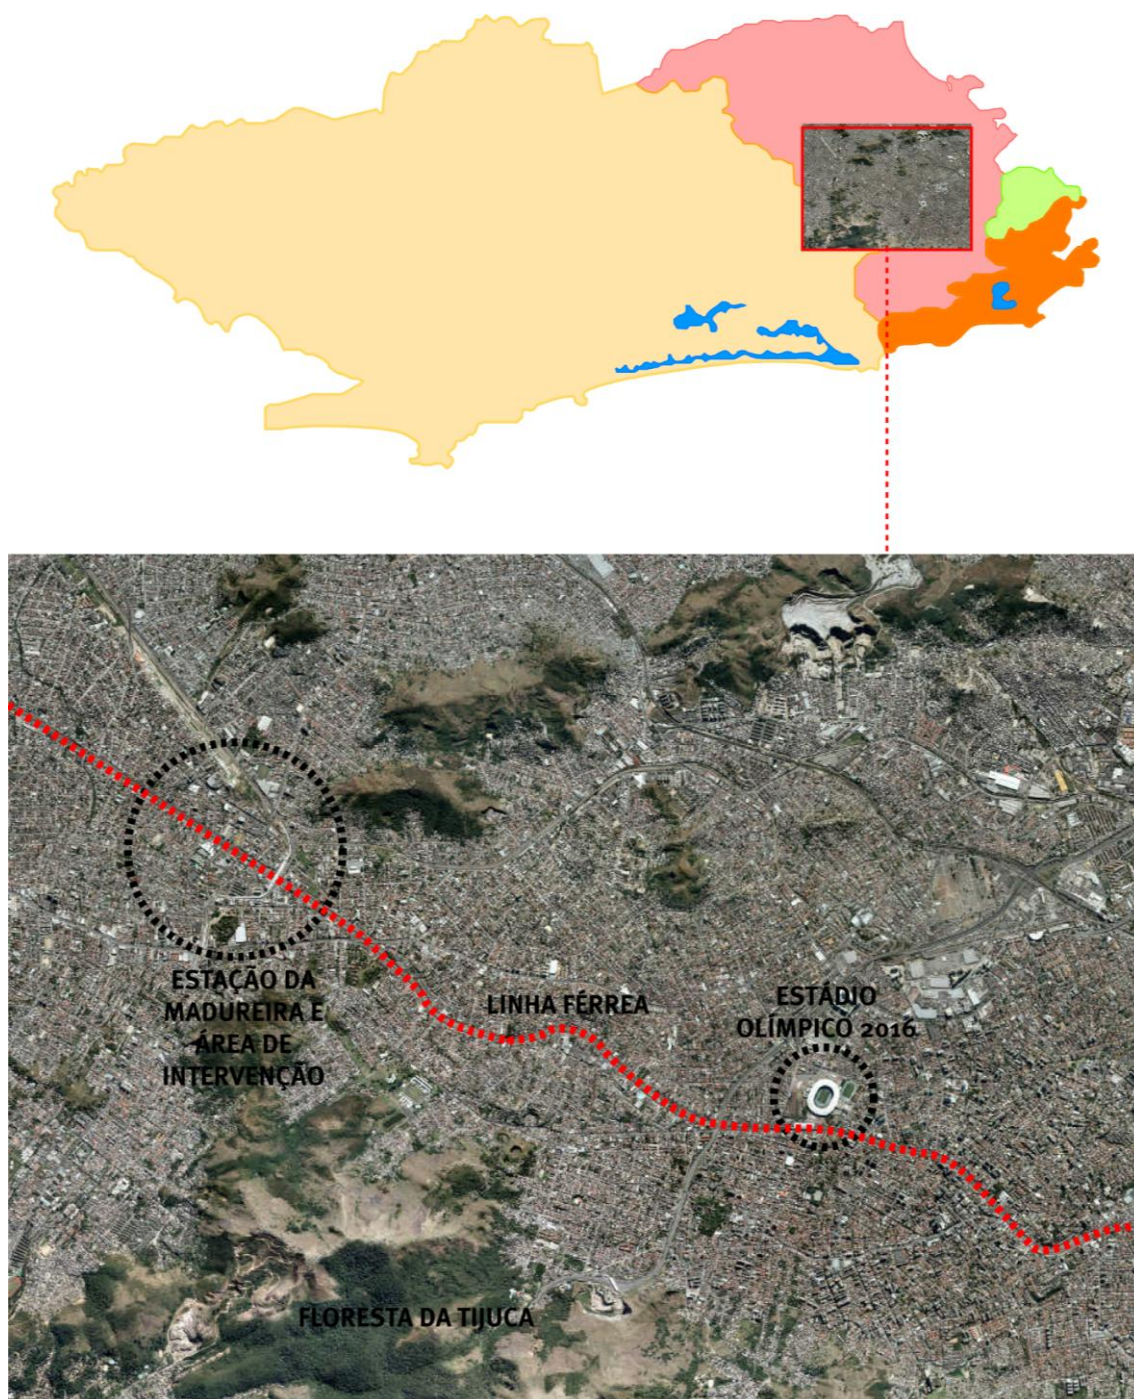 ESTAÇÃO DA
MADUREIRA E
ÁREA DE
INTERVENÇÃO
LINHA FÉRREA
ESTÁDIO
OLÍMPICO 2016
FLORESTA DA TIJUCA